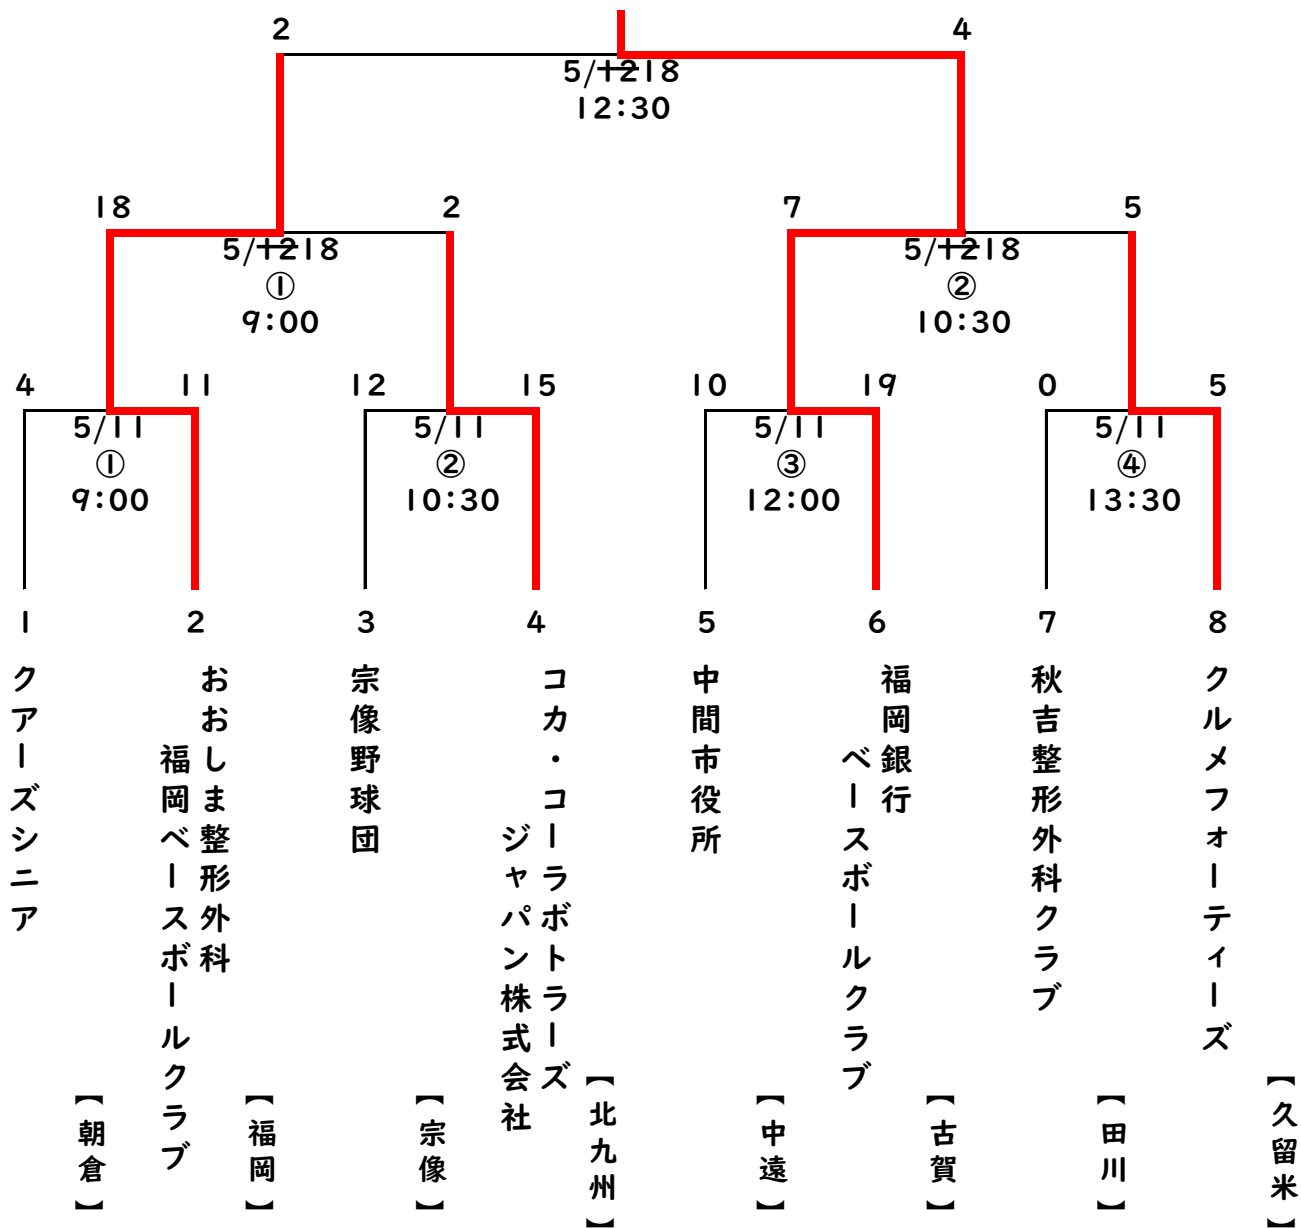 2
4
5/1218
12:30
18
2
7
5
5/1218
①
9:00
5/1218
②
10:30
4
11
12
15
10
19
0
5
5/11
①
9:00
5/11
②
10:30
5/11
③
12:00
5/11
④
13:30
1
2
3
4
5
6
7
8
クアーズシニア
【朝倉】
おおしま整形外科
福岡ベースボールクラブ
【福岡】
宗像野球団
【宗像】
コカ・コーラボトラーズ
ジャパン株式会社
【北九州】
中間市役所
【中遠】
福岡銀行
ベースボールクラブ
【古賀】
秋吉整形外科クラブ
【田川】
クルメフォーティーズ
【久留米】